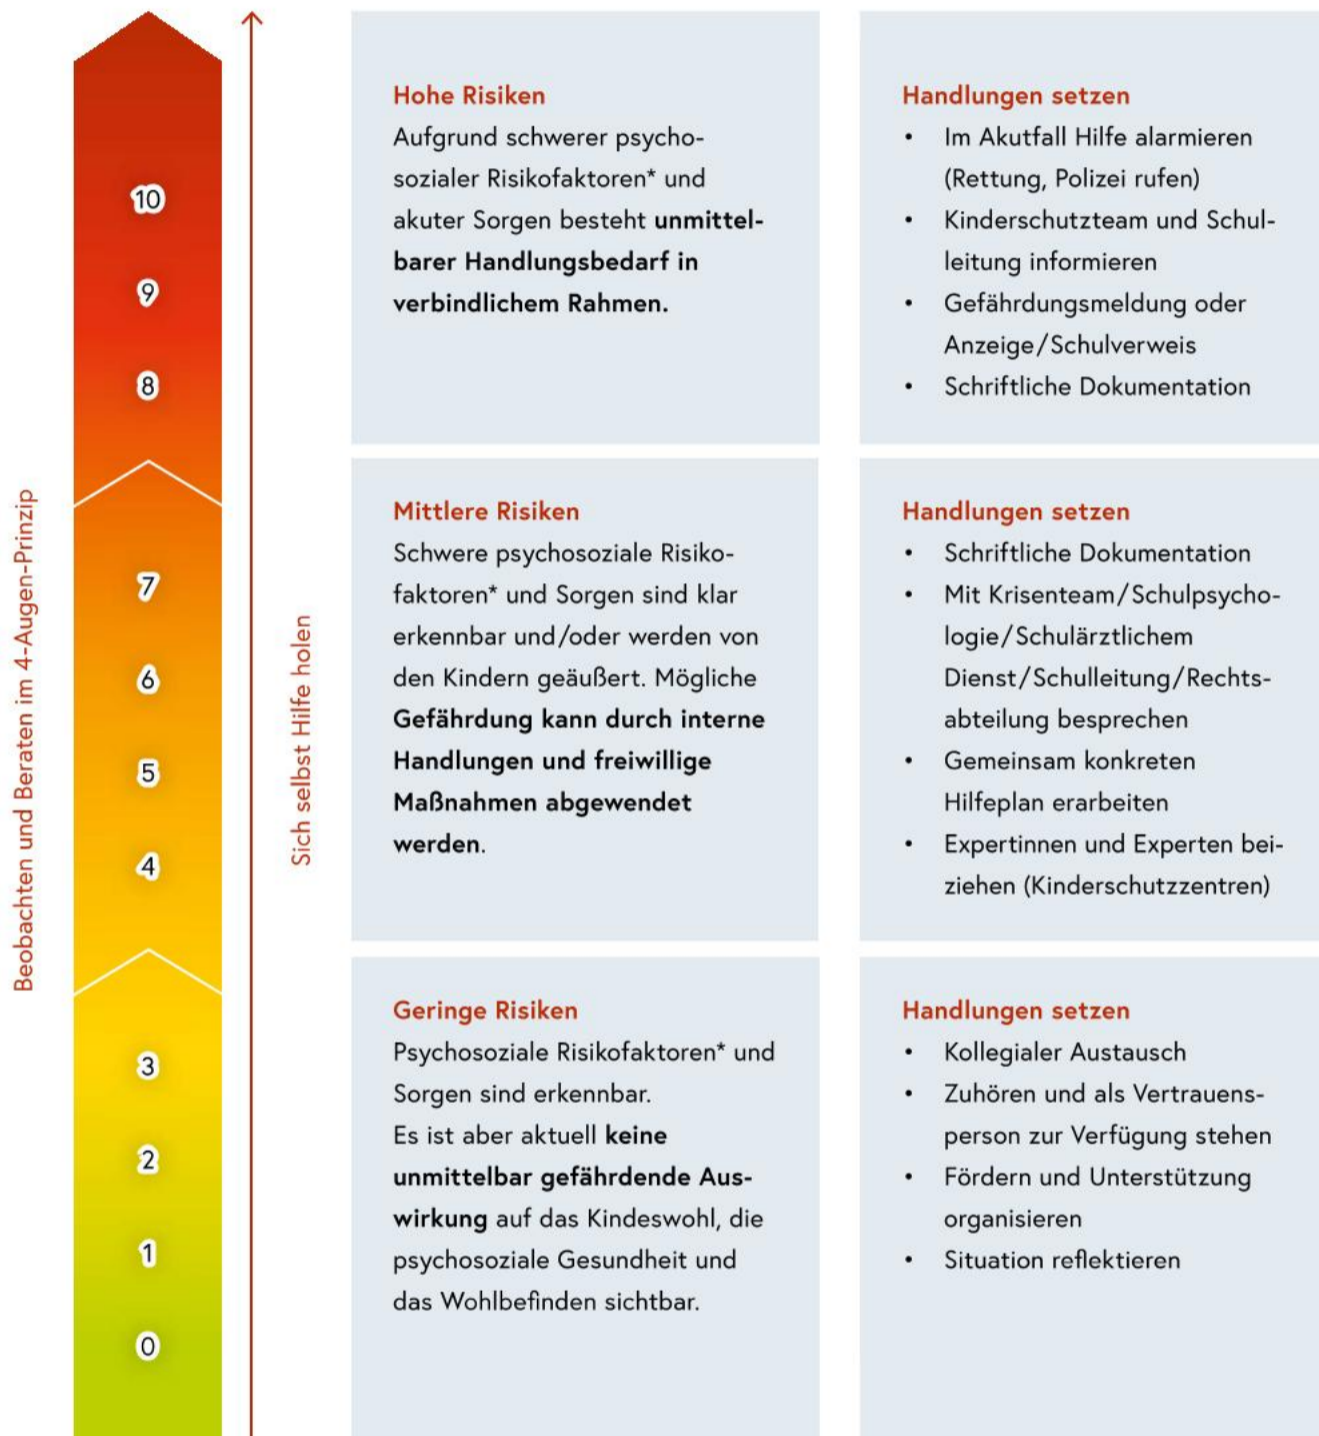 Beobachten und Beraten im 4-Augen-Prinzip
10
9
8
7
6
5
4
3
2
1
0
Sich selbst Hilfe holen
Hohe Risiken
Aufgrund schwerer psycho-
sozialer Risikofaktoren* und
akuter Sorgen besteht unmittel-
barer Handlungsbedarf in
verbindlichem Rahmen.
Handlungen setzen
• Im Akutfall Hilfe alarmieren
(Rettung, Polizei rufen)
• Kinderschutzteam und Schul-
leitung informieren
• Gefährdungsmeldung oder
Anzeige/Schulverweis
• Schriftliche Dokumentation
Mittlere Risiken
Schwere psychosoziale Risiko-
faktoren* und Sorgen sind klar
erkennbar und/oder werden von
den Kindern geäußert. Mögliche
Gefährdung kann durch interne
Handlungen und freiwillige
Maßnahmen abgewendet
werden.
Handlungen setzen
• Schriftliche Dokumentation
• Mit Krisenteam/Schulpsycho-
logie/Schulärztlichem
Dienst/Schulleitung/Rechts-
abteilung besprechen
• Gemeinsam konkreten
Hilfeplan erarbeiten
• Expertinnen und Experten bei-
ziehen (Kinderschutzzentren)
Geringe Risiken
Psychosoziale Risikofaktoren* und
Sorgen sind erkennbar.
Es ist aber aktuell keine
unmittelbar gefährdende Aus-
wirkung auf das Kindeswohl, die
psychosoziale Gesundheit und
das Wohlbefinden sichtbar.
Handlungen setzen
• Kollegialer Austausch
• Zuhören und als Vertrauens-
person zur Verfügung stehen
• Fördern und Unterstützung
organisieren
• Situation reflektieren